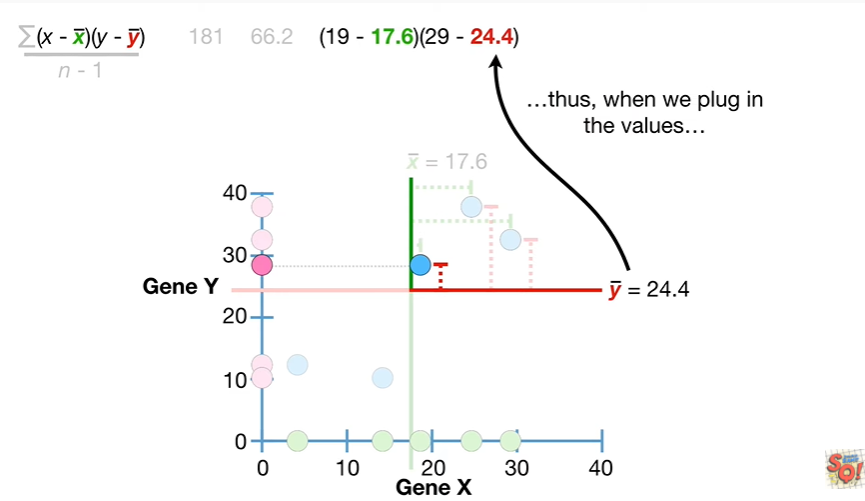 ∑(x - x̄)(y - ȳ) 181 66.2 (19 - 17.6)(29 - 24.4)
n - 1
…thus, when we plug in
the values…
x̄ = 17.6
40
30
Gene Y
ȳ = 24.4
20
10
0
0 10 20 30 40
Gene X
SQ!